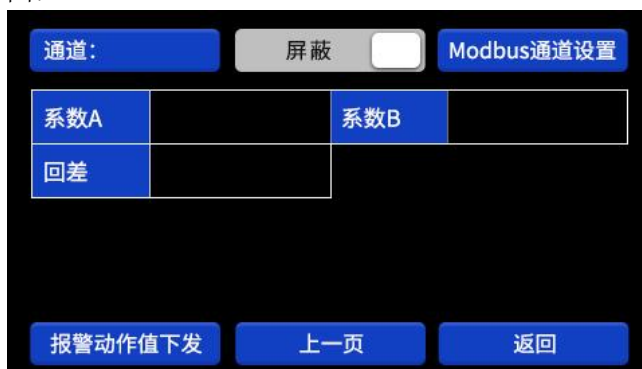 通道:
屏蔽
Modbus通道设置
系数A
系数B
回差
报警动作值下发
上一页
返回